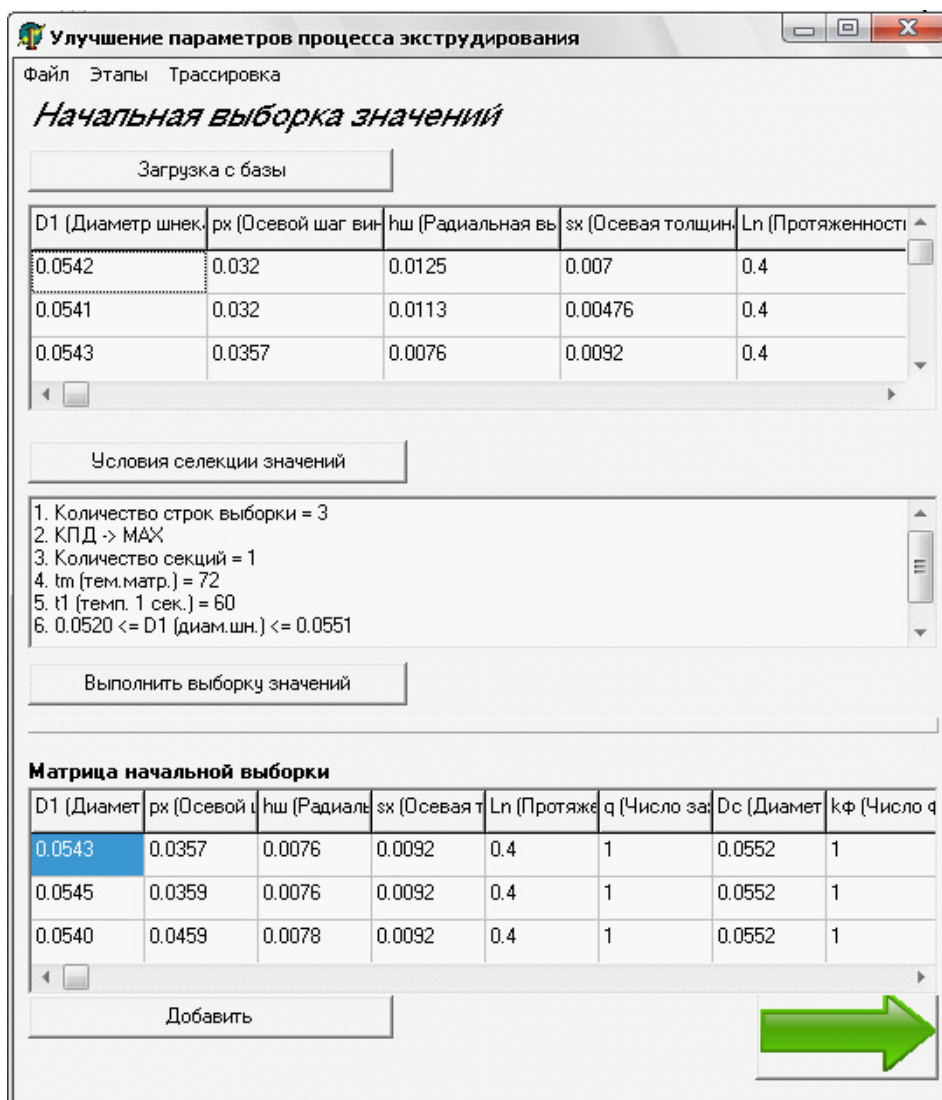 Улучшение параметров процесса экструдирования
Файл Этапы Трассировка
Начальная выборка значений
Загрузка с базы
D1 (Диаметр шнек. px (Осевой шаг вин hш (Радиальная вь sx (Осевая толщин Ln (Протяженность
0.0542 0.032 0.0125 0.007 0.4
0.0541 0.032 0.0113 0.00476 0.4
0.0543 0.0357 0.0076 0.0092 0.4
Условия селекции значений
1. Количество строк выборки = 3
2. КПД -> MAX
3. Количество секций = 1
4. tm (тем.матр.) = 72
5. t1 (темп. 1 сек.) = 60
6. 0.0520 <= D1 (диам.шн.) <= 0.0551
Выполнить выборку значений
Матрица начальной выборки
D1 (Диамет px (Осевой ц hш (Радиаль sx (Осевая т Ln (Протяже q (Число за Dc (Диамет kф (Число ф
0.0543 0.0357 0.0076 0.0092 0.4 1 0.0552 1
0.0545 0.0359 0.0076 0.0092 0.4 1 0.0552 1
0.0540 0.0459 0.0078 0.0092 0.4 1 0.0552 1
Добавить